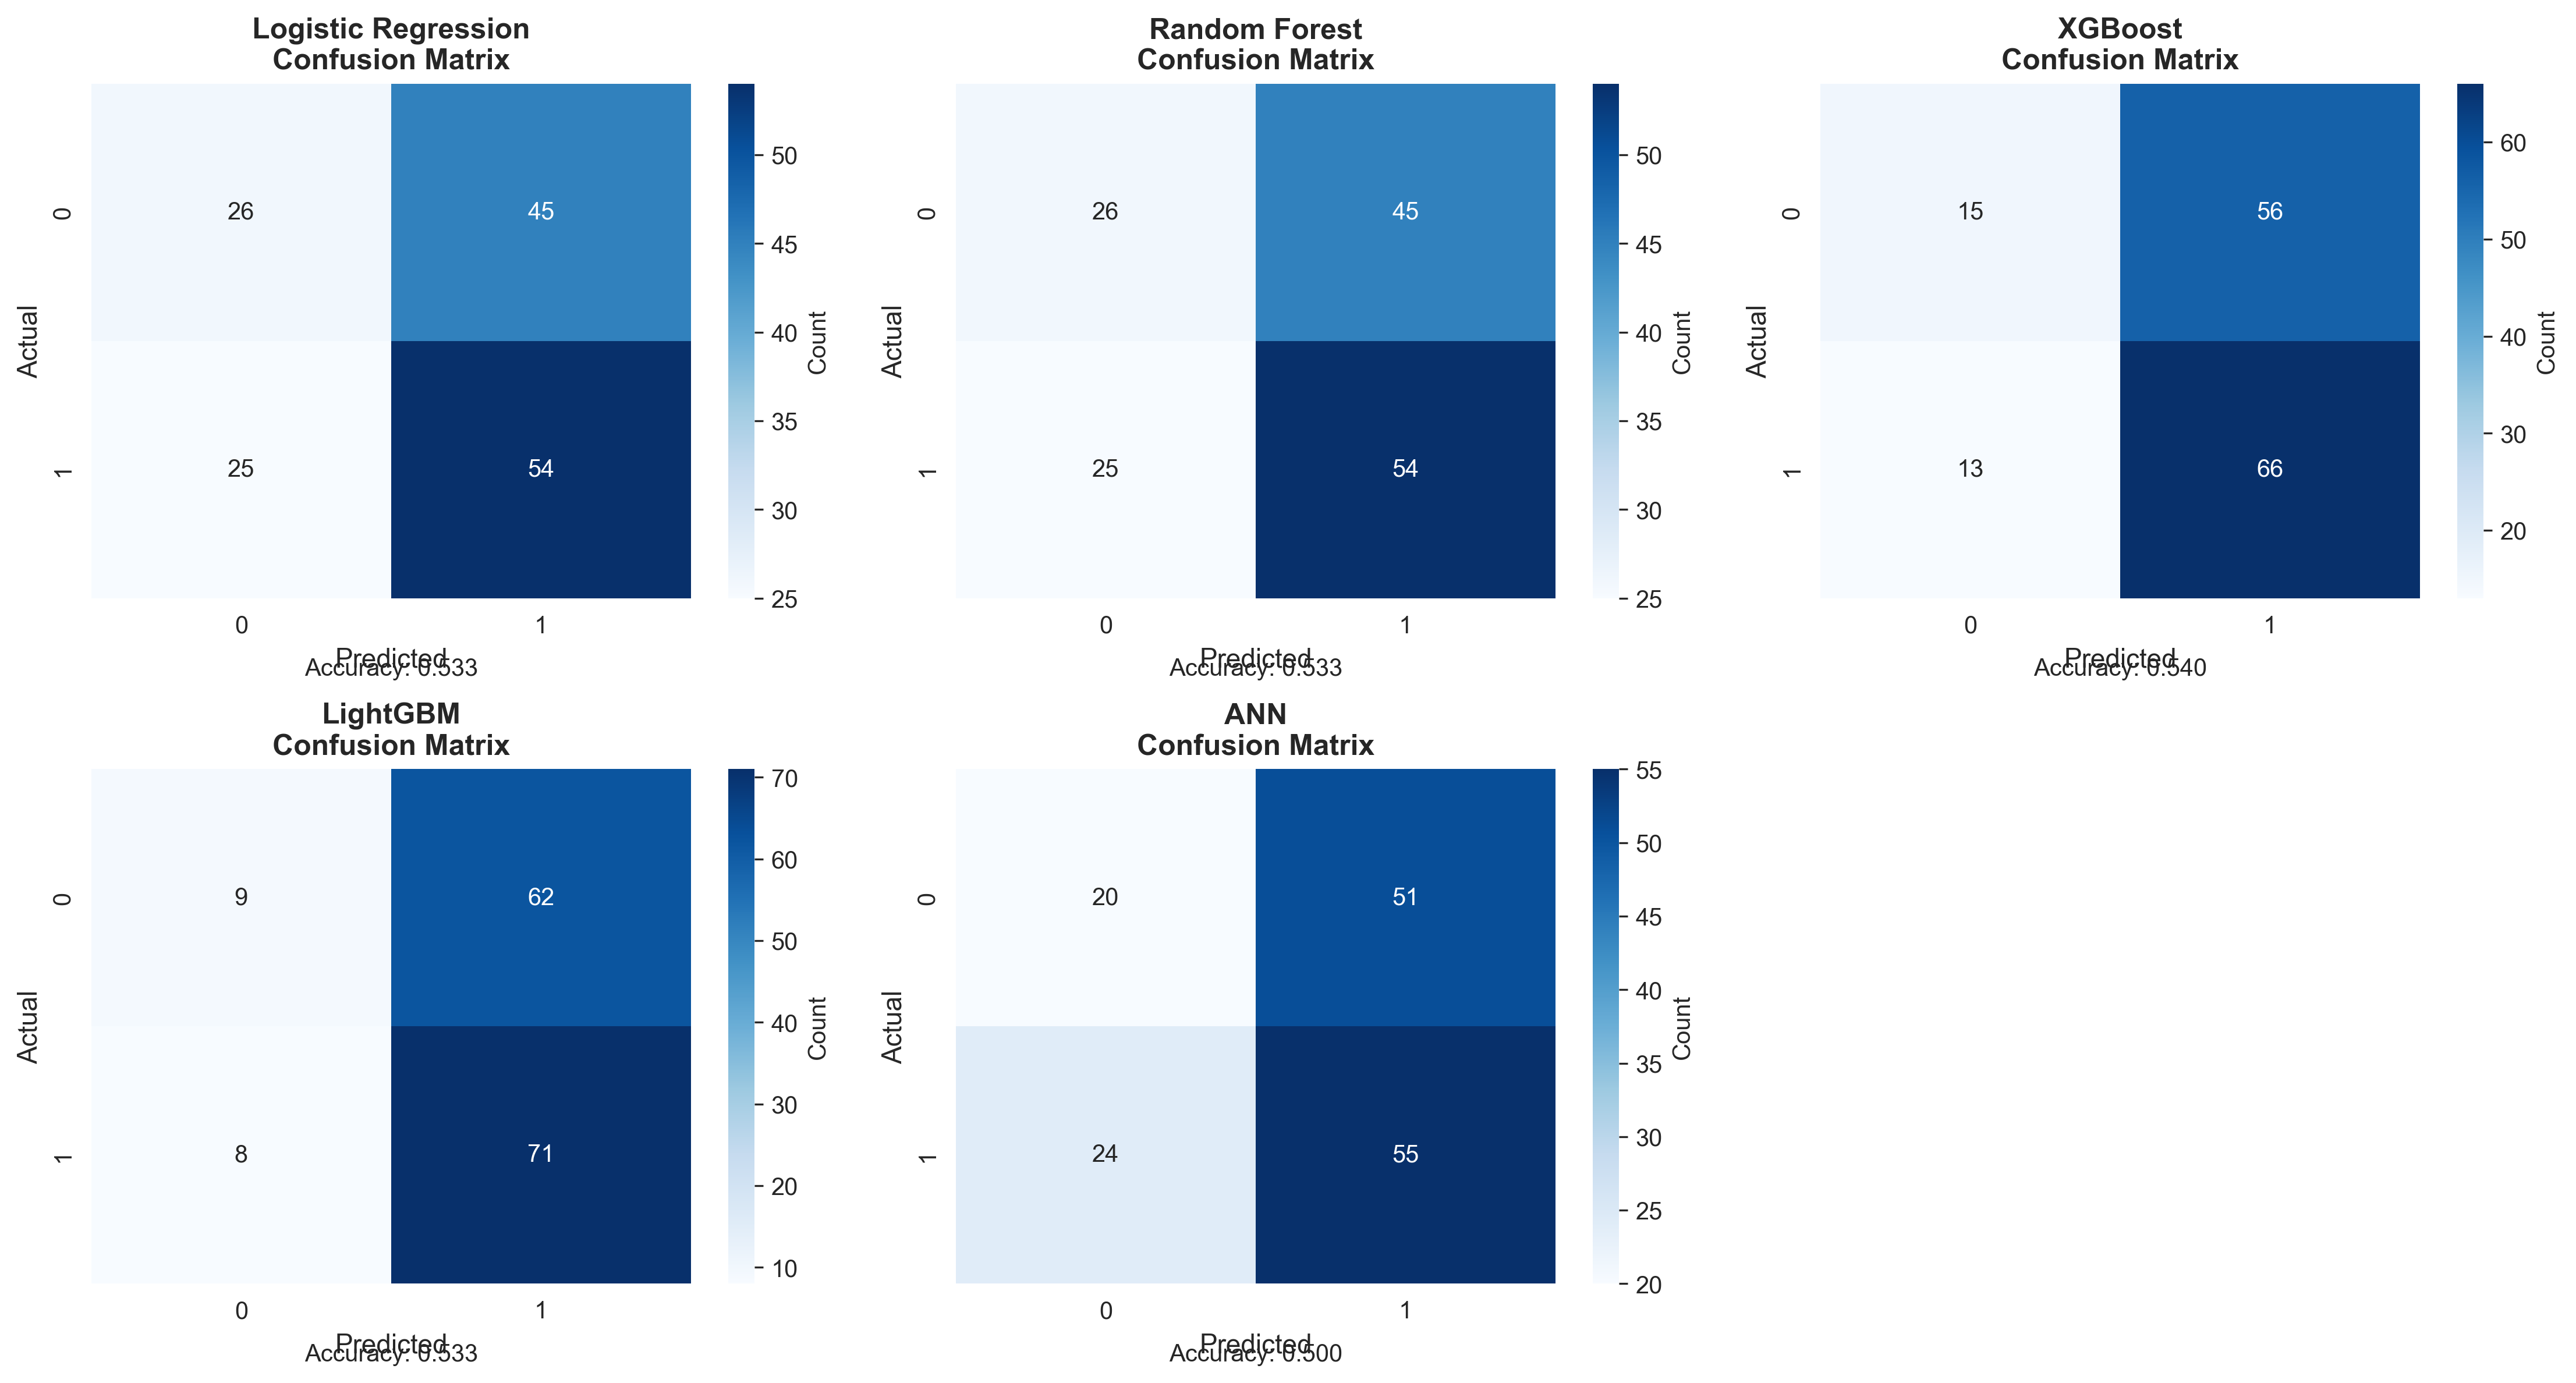 Logistic Regression
Confusion Matrix
0
1
Actual
26
45
25
54
0
1
Predicted
Accuracy: 0.533
50
45
40
35
30
25
Count
Random Forest
Confusion Matrix
0
1
Actual
26
45
25
54
0
1
Predicted
Accuracy: 0.533
50
45
40
35
30
25
Count
XGBoost
Confusion Matrix
0
1
Actual
15
56
13
66
0
1
Predicted
Accuracy: 0.540
60
50
40
30
20
Count
LightGBM
Confusion Matrix
0
1
Actual
9
62
8
71
0
1
Predicted
Accuracy: 0.533
70
60
50
40
30
20
10
Count
ANN
Confusion Matrix
0
1
Actual
20
51
24
55
0
1
Predicted
Accuracy: 0.500
55
50
45
40
35
30
25
20
Count